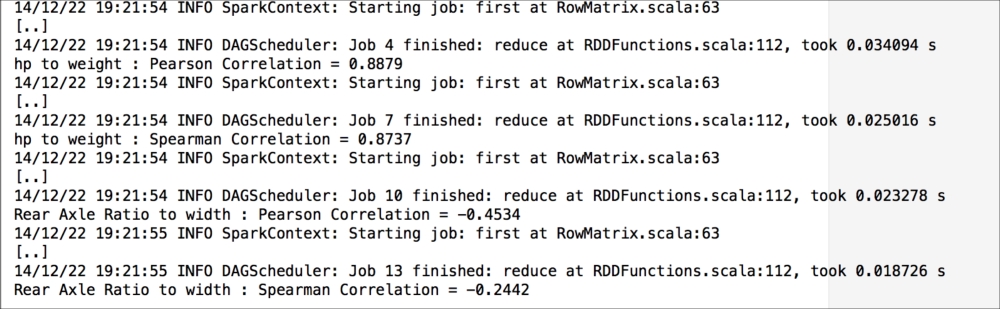 14/12/22 19:21:54 INFO SparkContext: Starting job: first at RowMatrix.scala:63
[..]
14/12/22 19:21:54 INFO DAGScheduler: Job 4 finished: reduce at RDDFunctions.scala:112, took 0.034094 s
hp to weight : Pearson Correlation = 0.8879
14/12/22 19:21:54 INFO SparkContext: Starting job: first at RowMatrix.scala:63
[..]
14/12/22 19:21:54 INFO DAGScheduler: Job 7 finished: reduce at RDDFunctions.scala:112, took 0.025016 s
hp to weight : Spearman Correlation = 0.8737
14/12/22 19:21:54 INFO SparkContext: Starting job: first at RowMatrix.scala:63
[..]
14/12/22 19:21:54 INFO DAGScheduler: Job 10 finished: reduce at RDDFunctions.scala:112, took 0.023278 s
Rear Axle Ratio to width : Pearson Correlation = -0.4534
14/12/22 19:21:55 INFO SparkContext: Starting job: first at RowMatrix.scala:63
[..]
14/12/22 19:21:55 INFO DAGScheduler: Job 13 finished: reduce at RDDFunctions.scala:112, took 0.018726 s
Rear Axle Ratio to width : Spearman Correlation = -0.2442